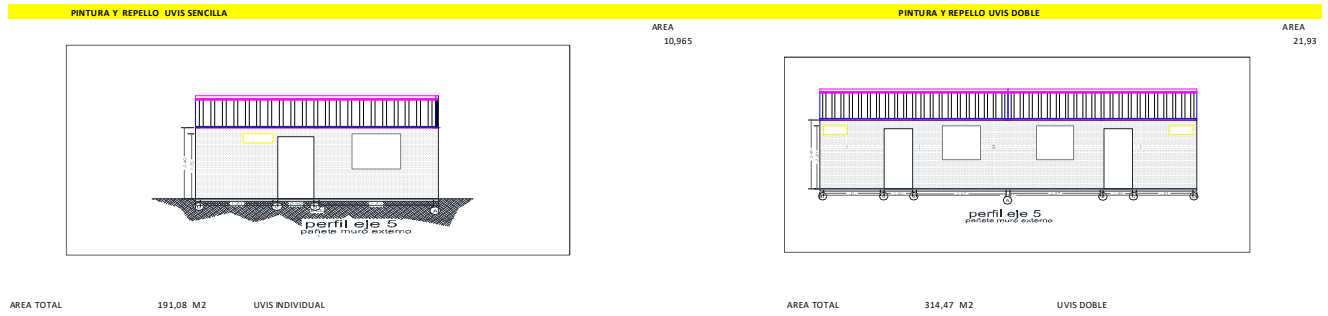 PINTURA Y REPELLO UVIS SENCILLA
AREA
10,965
perfil eje 5
pañete muro externo
AREA TOTAL 191,08 M2 UVIS INDIVIDUAL
PINTURA Y REPELLO UVIS DOBLE
AREA
21,93
perfil eje 5
pañete muro externo
AREA TOTAL 314,47 M2 UVIS DOBLE